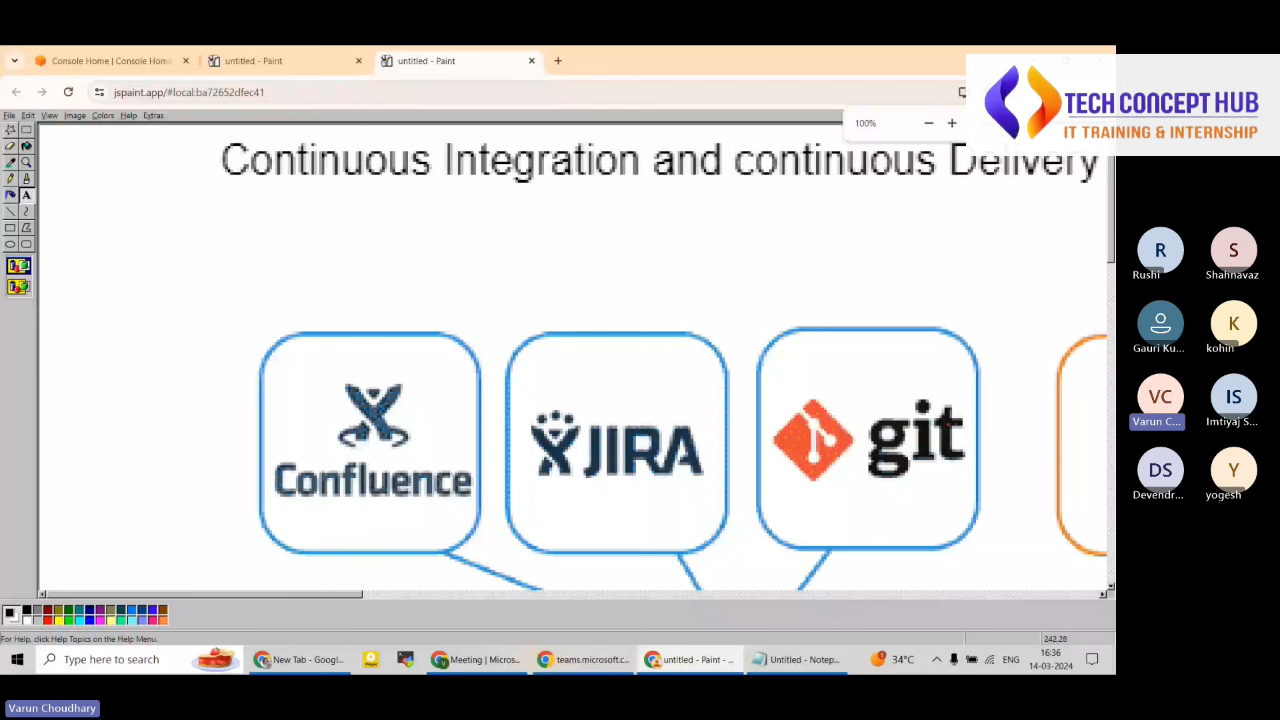 Console Home | Console Home
untitled - Paint
untitled - Paint
jspaint.app/#local:ba72652dfec41
TECH CONCEPT HUB
IT TRAINING & INTERNSHIP
File Edit View Image Colors Help Extras
100%
Continuous Integration and continuous Delivery
Confluence
JIRA
git
R
Rushi
S
Shahnavaz
Gauri Ku...
K
kohin
VC
Varun C...
IS
Imtiyaj S...
DS
Devendr...
Y
yogesh
For Help, click Help Topics on the Help Menu.
242,28
Type here to search
New Tab - Googl...
Meeting | Micros...
teams.microsoft.c...
untitled - Paint - ...
Untitled - Notep...
34°C
ENG
16:36
14-03-2024
Varun Choudhary